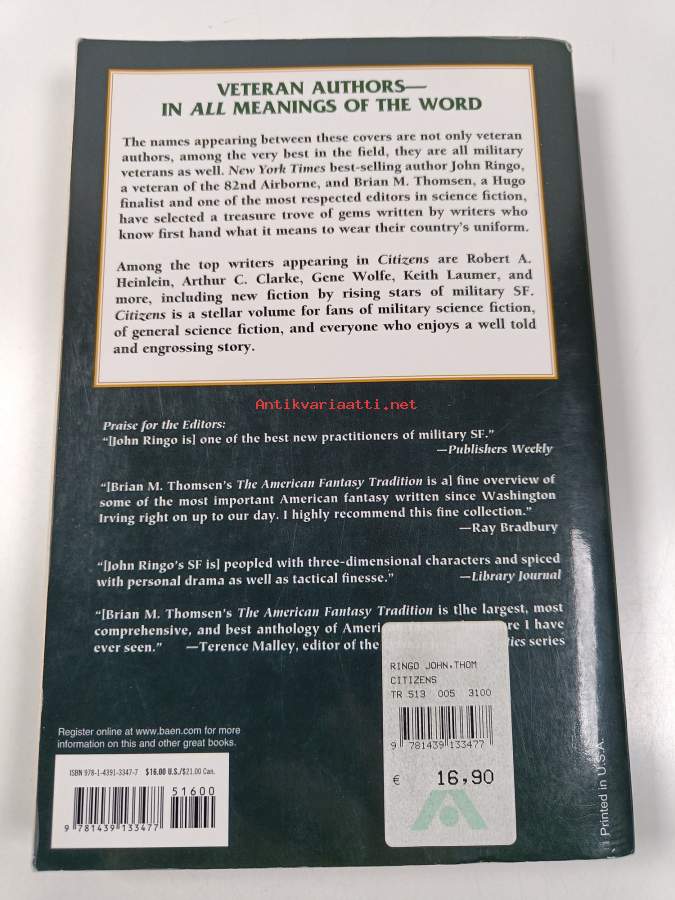 VETERAN AUTHORS—
IN ALL MEANINGS OF THE WORD
The names appearing between these covers are not only veteran
authors, among the very best in the field, they are all military
veterans as well. New York Times best-selling author John Ringo,
a veteran of the 82nd Airborne, and Brian M. Thomsen, a Hugo
finalist and one of the most respected editors in science fiction,
have selected a treasure trove of gems written by writers who
know first hand what it means to wear their country's uniform.
Among the top writers appearing in Citizens are Robert A.
Heinlein, Arthur C. Clarke, Gene Wolfe, Keith Laumer, and
more, including new fiction by rising stars of military SF.
Citizens is a stellar volume for fans of military science fiction,
of general science fiction, and everyone who enjoys a well told
and engrossing story.
Antikvariaatti.net
Praise for the Editors:
“[John Ringo is] one of the best new practitioners of military SF.”
—Publishers Weekly
“[Brian M. Thomsen's The American Fantasy Tradition is a] fine overview of
some of the most important American fantasy written since Washington
Irving right on up to our day. I highly recommend this fine collection.”
—Ray Bradbury
“[John Ringo's SF is] peopled with three-dimensional characters and spiced
with personal drama as well as tactical finesse.” —Library Journal
“[Brian M. Thomsen's The American Fantasy Tradition is t]he largest, most
comprehensive, and best anthology of I have
ever seen.” —Terence Malley, editor of the series
RINGO JOHN,THOM
CITIZENS
TR 513 005 3100
9 781439 133477
€ 16,90
Register online at www.baen.com for more
information on this and other great books.
ISBN 978-1-4391-3347-7 $16.00 U.S./$21.00 Can.
51600
9 781439 133477
Printed in U.S.A.